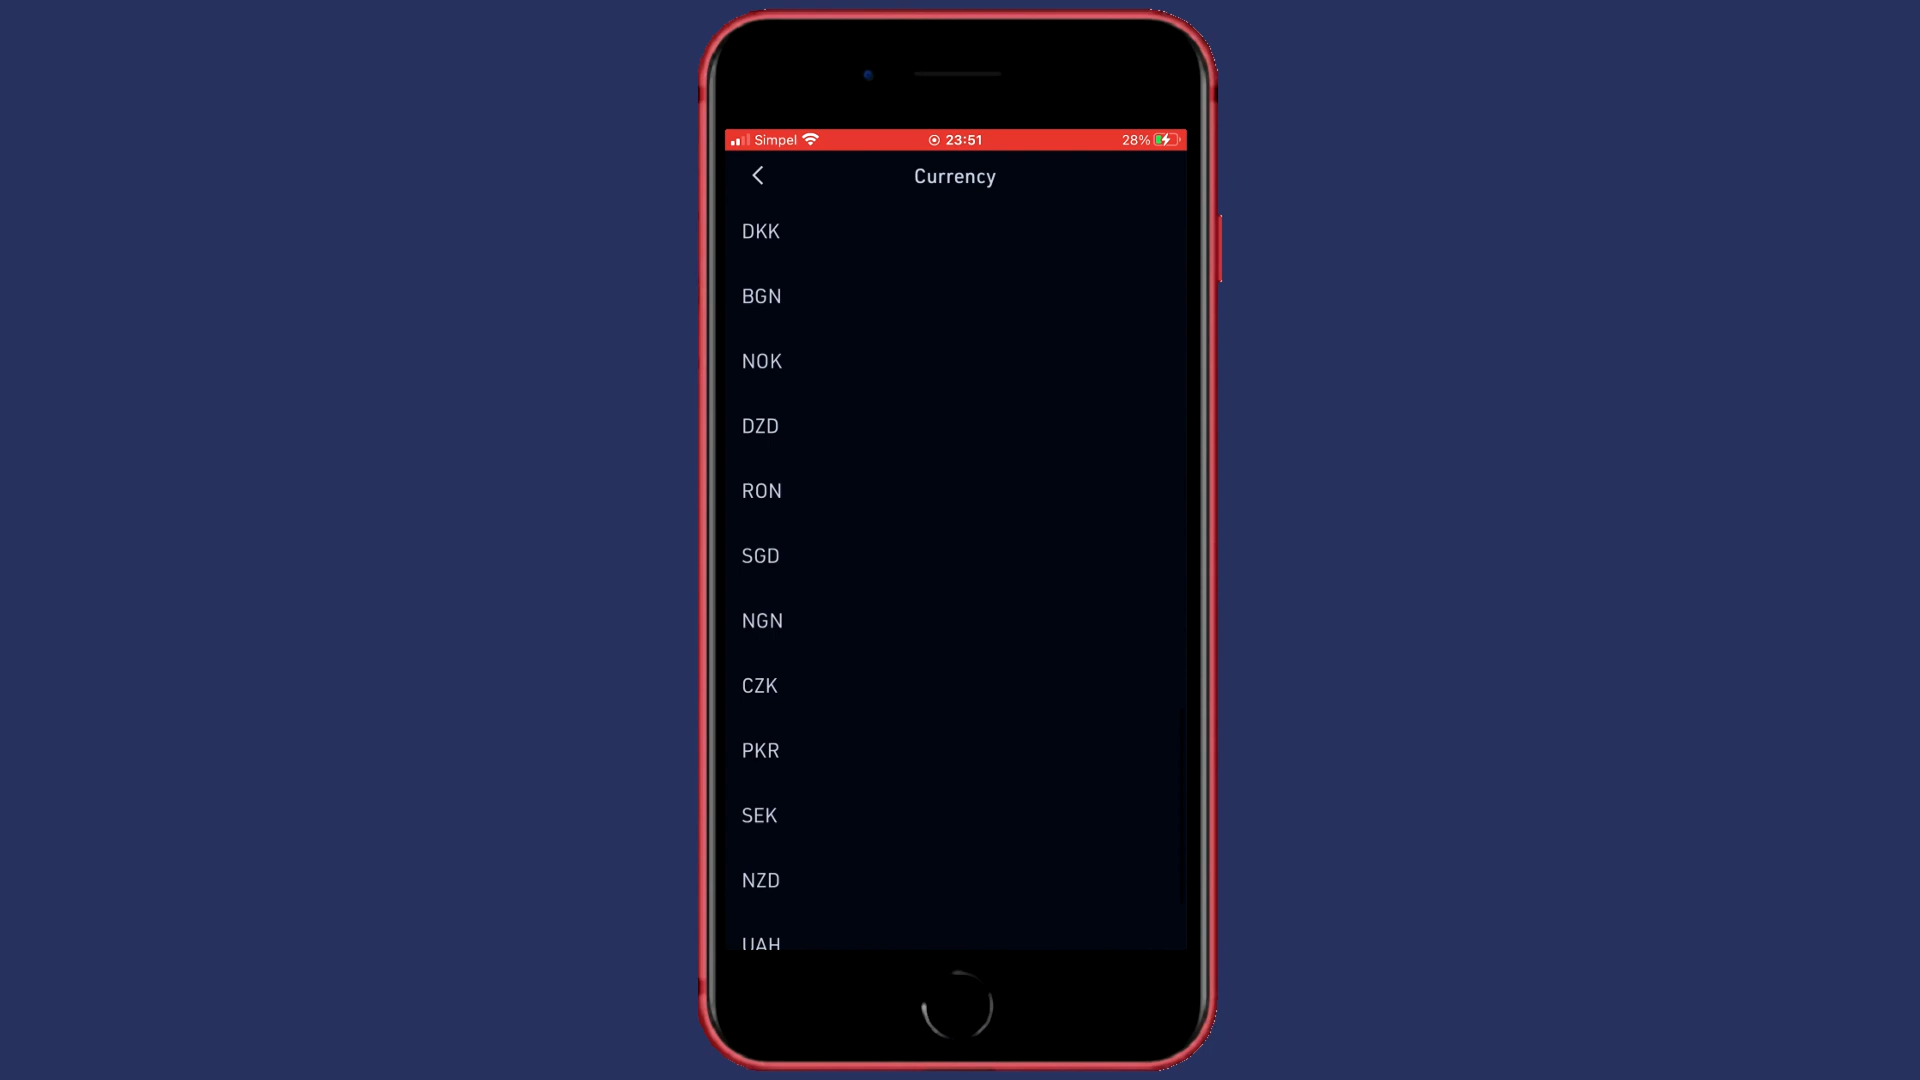 Simpel 23:51 28%
Currency
DKK
BGN
NOK
DZD
RON
SGD
NGN
CZK
PKR
SEK
NZD
UAH